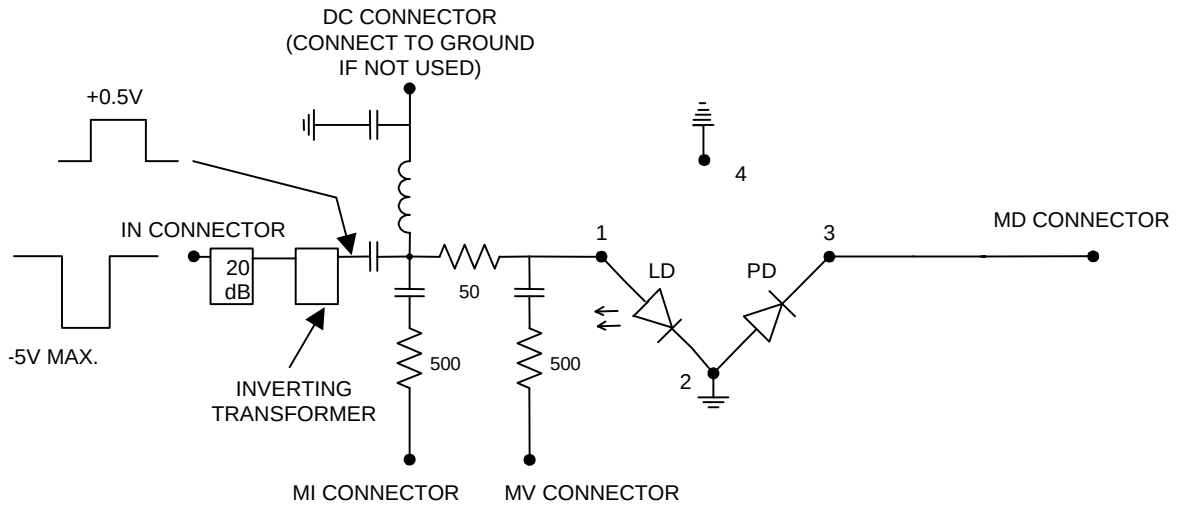 DC CONNECTOR
(CONNECT TO GROUND
IF NOT USED)
+0.5V
4
IN CONNECTOR
MD CONNECTOR
1
3
20
dB
LD
PD
50
-5V MAX.
500
500
2
INVERTING
TRANSFORMER
MI CONNECTOR
MV CONNECTOR